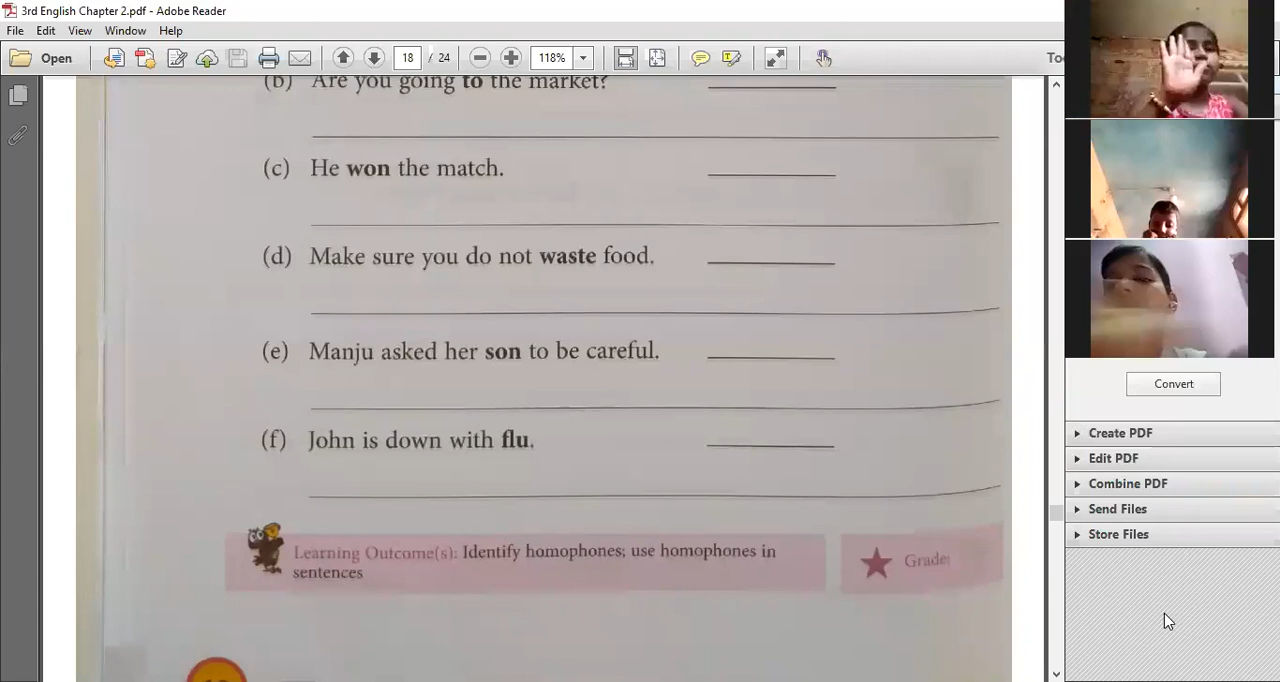 3rd English Chapter 2.pdf - Adobe Reader
File Edit View Window Help
Open 18 / 24 118% To
(b) Are you going to the market?
(c) He won the match.
(d) Make sure you do not waste food.
(e) Manju asked her son to be careful.
(f) John is down with flu.
Learning Outcome(s): Identify homophones; use homophones in
sentences
Grade:
Convert
Create PDF
Edit PDF
Combine PDF
Send Files
Store Files